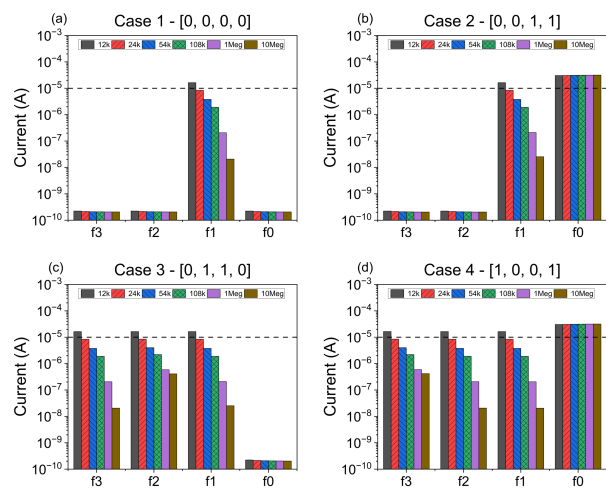 (a) Case 1 - [0, 0, 0, 0]
12k 24k 54k 108k 1Meg 10Meg
Current (A)
10⁻³
10⁻⁴
10⁻⁵
10⁻⁶
10⁻⁷
10⁻⁸
10⁻⁹
10⁻¹⁰
f3 f2 f1 f0
(b) Case 2 - [0, 0, 1, 1]
12k 24k 54k 108k 1Meg 10Meg
Current (A)
10⁻³
10⁻⁴
10⁻⁵
10⁻⁶
10⁻⁷
10⁻⁸
10⁻⁹
10⁻¹⁰
f3 f2 f1 f0
(c) Case 3 - [0, 1, 1, 0]
12k 24k 54k 108k 1Meg 10Meg
Current (A)
10⁻³
10⁻⁴
10⁻⁵
10⁻⁶
10⁻⁷
10⁻⁸
10⁻⁹
10⁻¹⁰
f3 f2 f1 f0
(d) Case 4 - [1, 0, 0, 1]
12k 24k 54k 108k 1Meg 10Meg
Current (A)
10⁻³
10⁻⁴
10⁻⁵
10⁻⁶
10⁻⁷
10⁻⁸
10⁻⁹
10⁻¹⁰
f3 f2 f1 f0